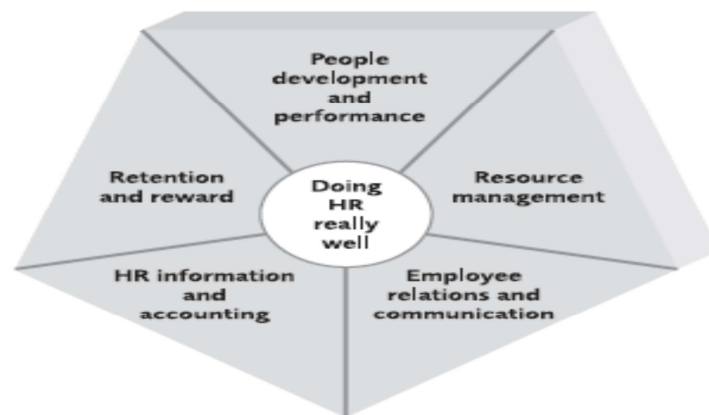 People
development
and
performance
Retention
and reward
Doing
HR
really
well
Resource
management
HR information
and
accounting
Employee
relations and
communication